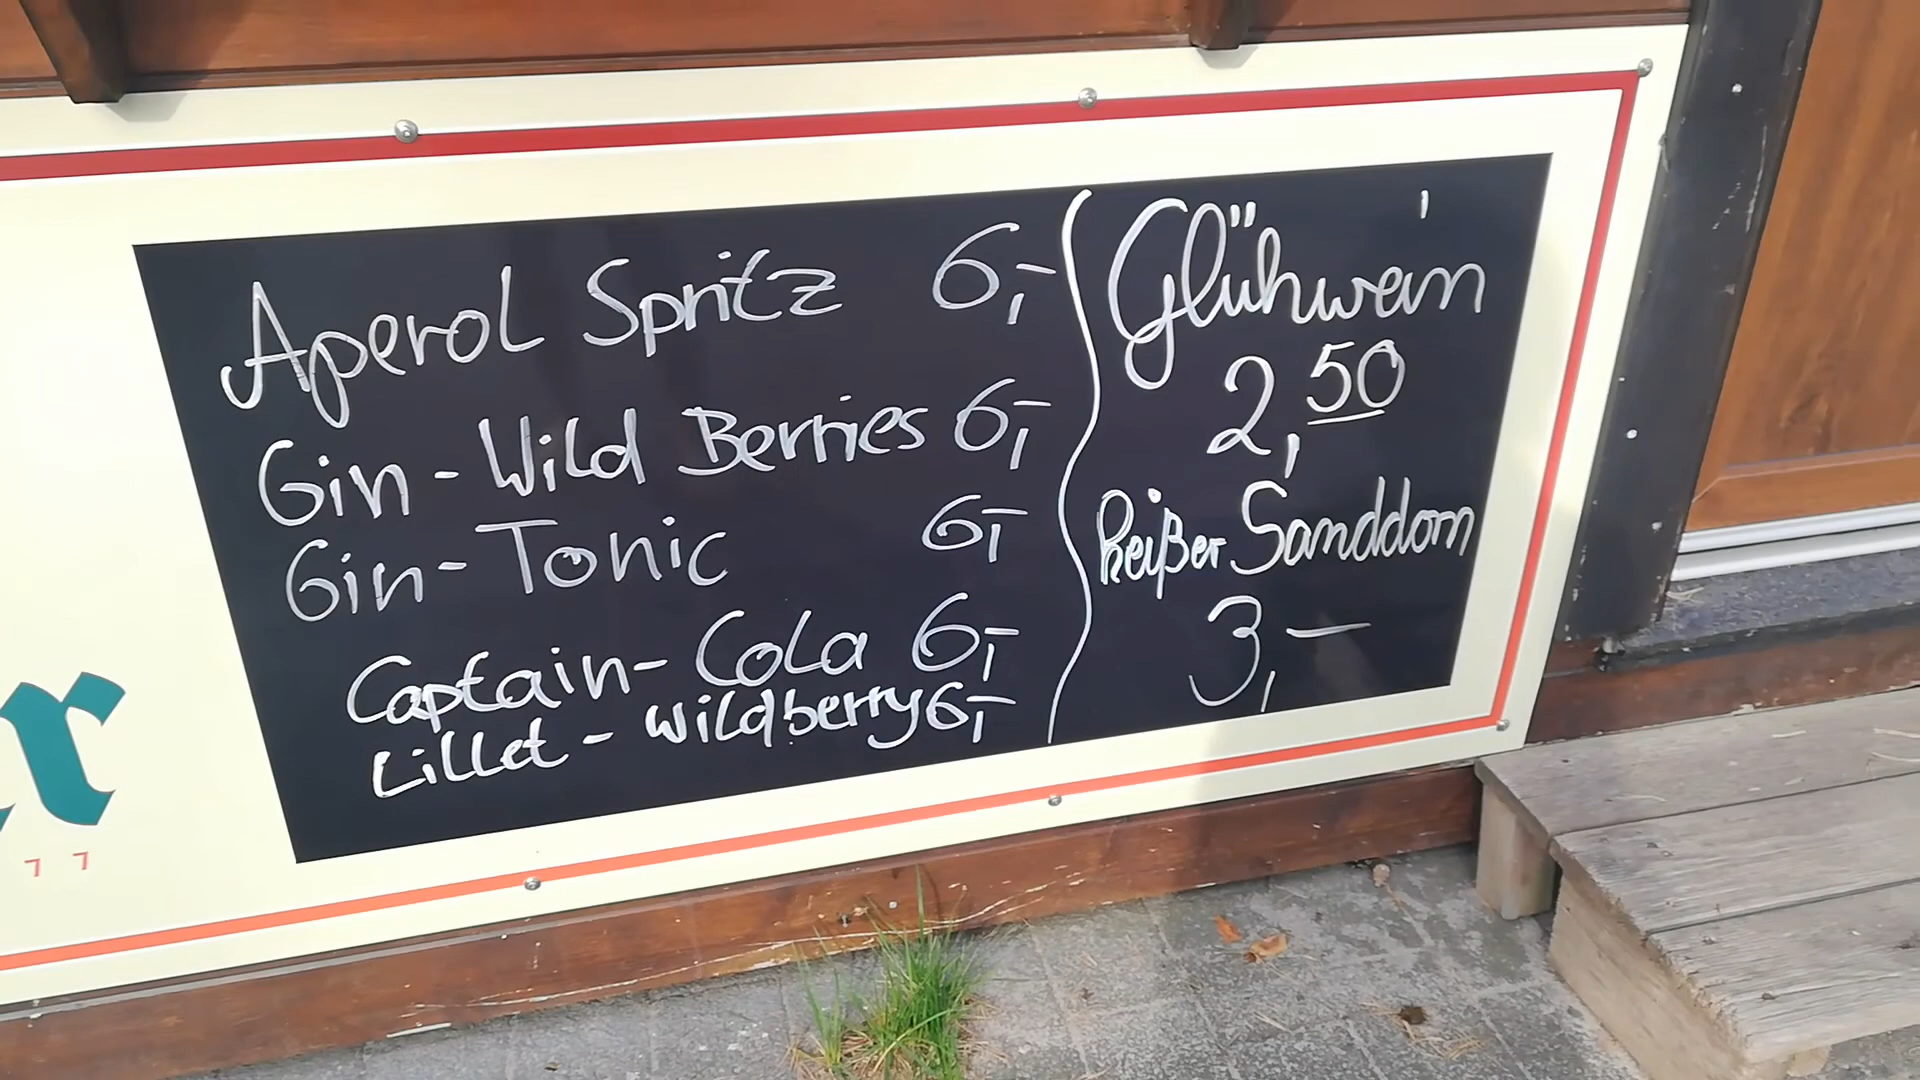 Aperol Spritz 6,-
Gin-Wild Berries 6,-
Gin-Tonic 6,-
Captain-Cola 6,-
Lillet-Wildberry 6,-
Glühwein
2,50
heißer Sanddorn
3,-
r
77